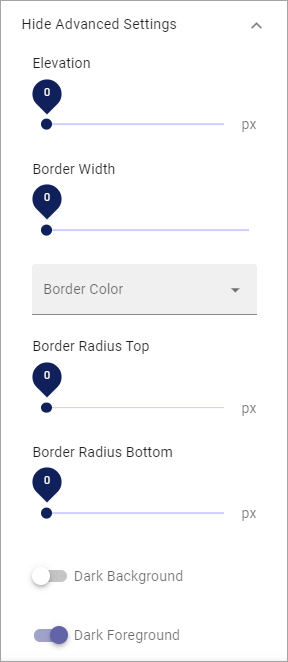 Hide Advanced Settings
Elevation
0
px
Border Width
0
Border Color
Border Radius Top
0
px
Border Radius Bottom
0
px
Dark Background
Dark Foreground